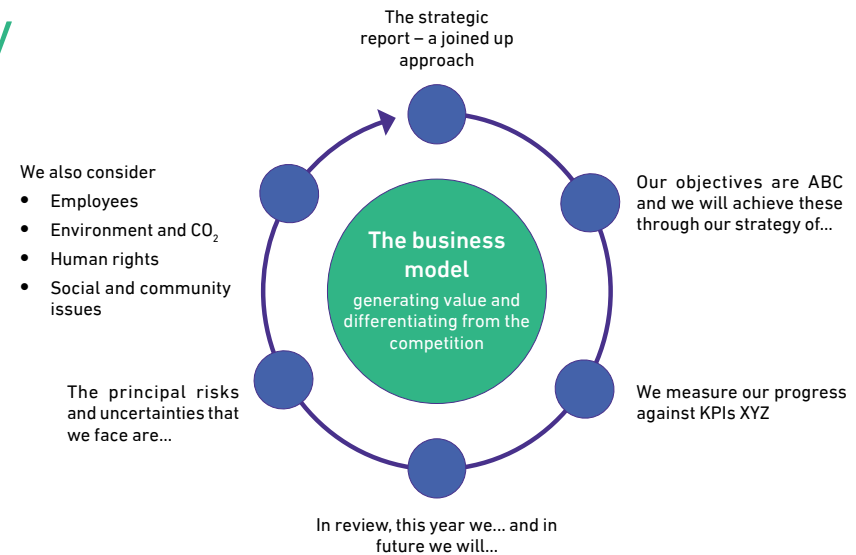 The strategic
report – a joined up
approach
Our objectives are ABC
and we will achieve these
through our strategy of...
We measure our progress
against KPIs XYZ
In review, this year we... and in
future we will...
The principal risks
and uncertainties that
we face are...
We also consider
• Employees
• Environment and CO₂
• Human rights
• Social and community
issues
The business
model
generating value and
differentiating from the
competition